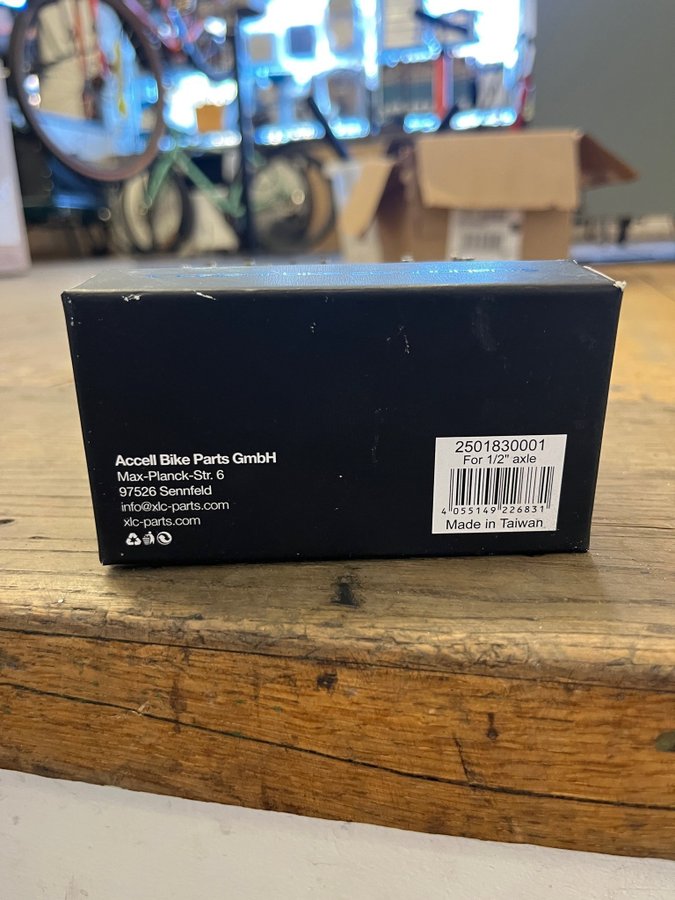 Accell Bike Parts GmbH
Max-Planck-Str. 6
97526 Sennfeld
info@xlc-parts.com
xlc-parts.com
2501830001
For 1/2" axle
4 055149 226831
Made in Taiwan